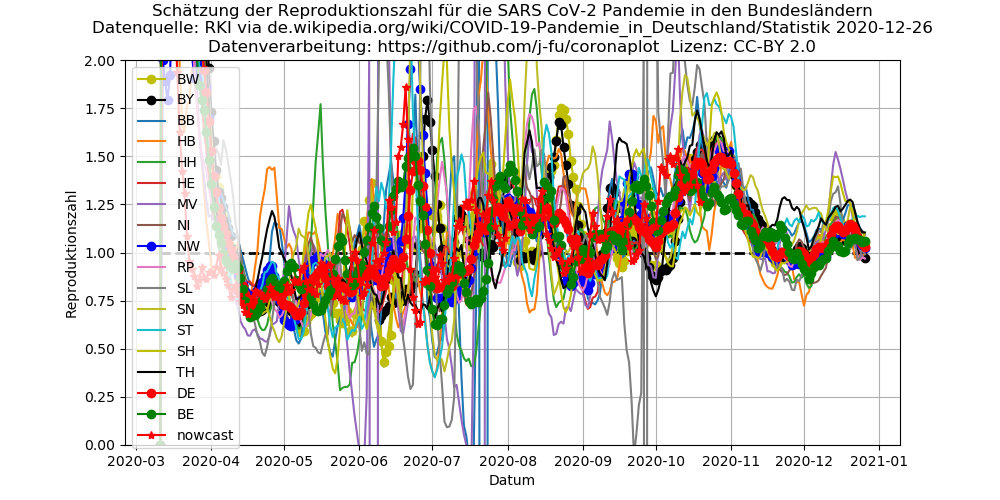 Schätzung der Reproduktionszahl für die SARS CoV-2 Pandemie in den Bundesländern
Datenquelle: RKI via de.wikipedia.org/wiki/COVID-19-Pandemie_in_Deutschland/Statistik 2020-12-26
Datenverarbeitung: https://github.com/j-fu/coronaplot  Lizenz: CC-BY 2.0
Reproduktionszahl
2.00
1.75
1.50
1.25
1.00
0.75
0.50
0.25
0.00
BW
BY
BB
HB
HH
HE
MV
NI
NW
RP
SL
SN
ST
SH
TH
DE
BE
nowcast
2020-03 2020-04 2020-05 2020-06 2020-07 2020-08 2020-09 2020-10 2020-11 2020-12 2021-01
Datum